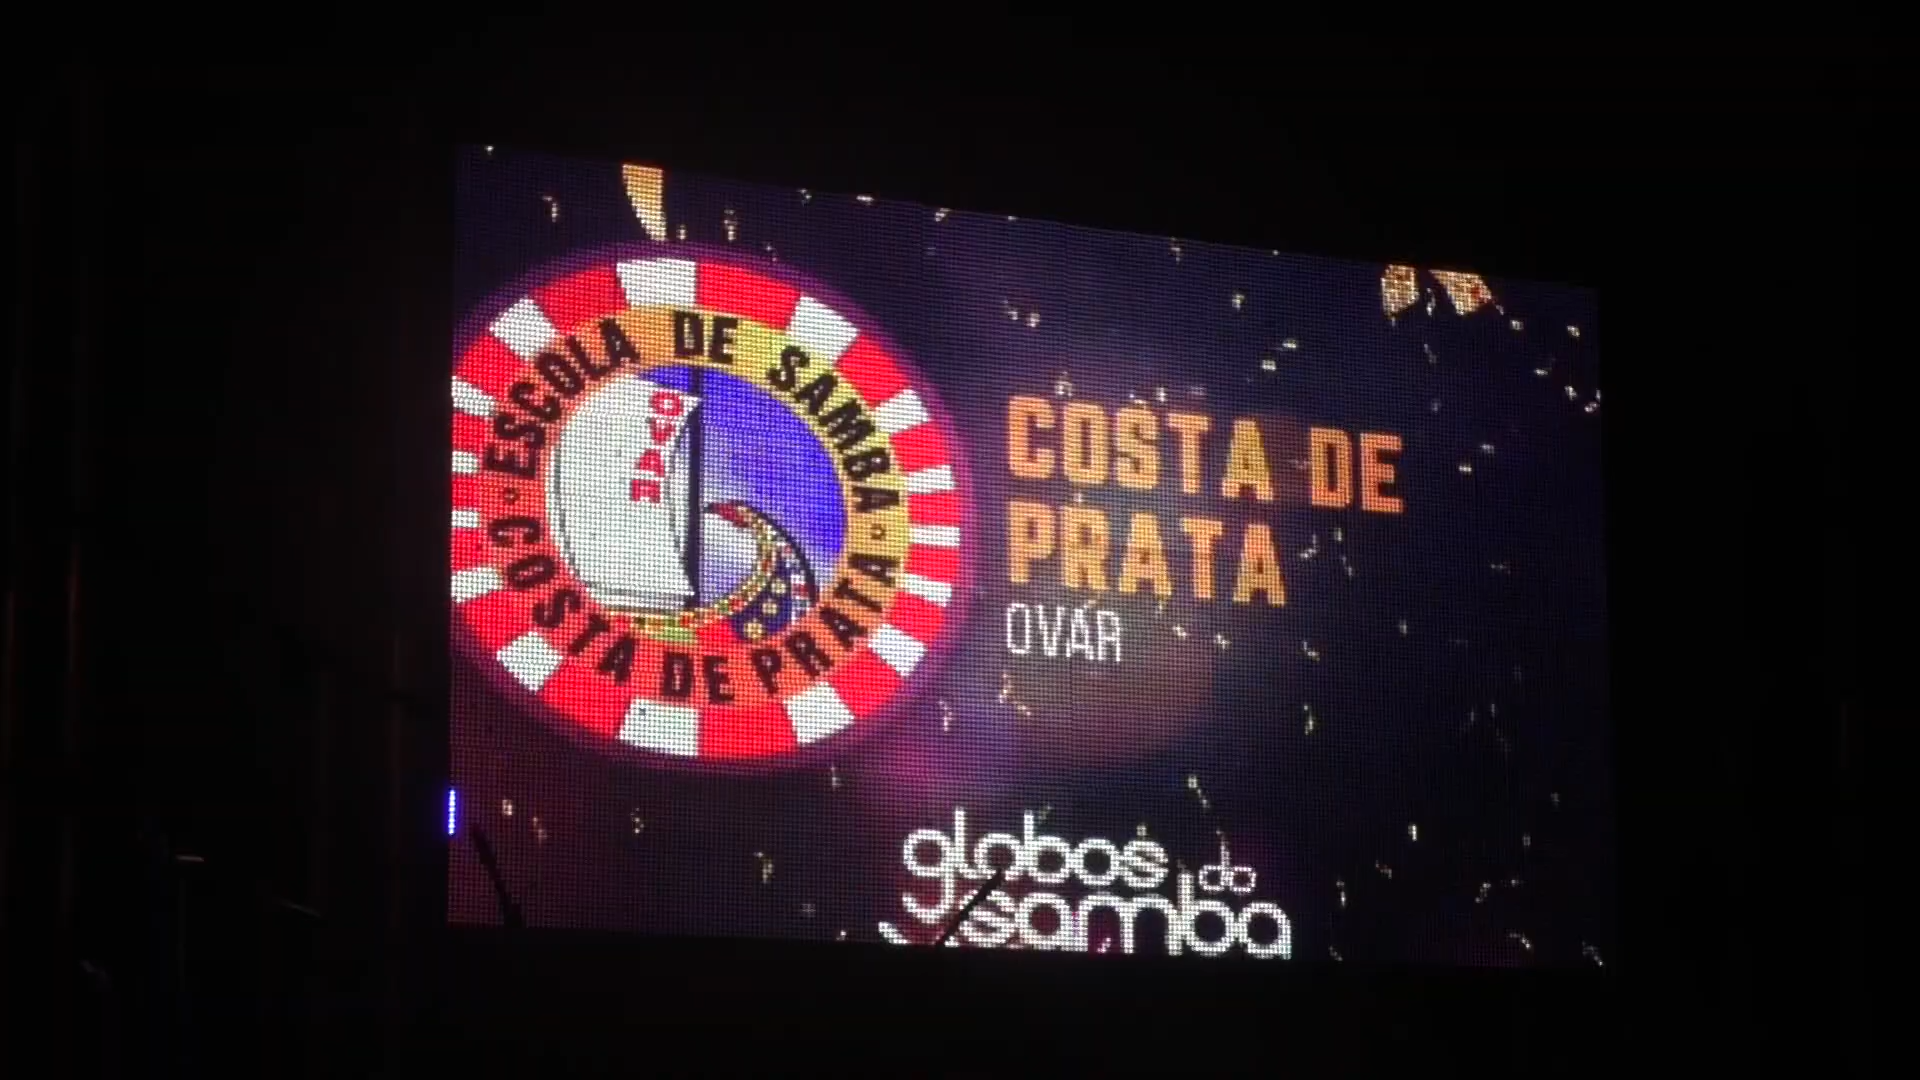 ESCOLA DE SAMBA
COSTA DE PRATA
OVAR
COSTA DE
PRATA
OVAR
globos do
samba